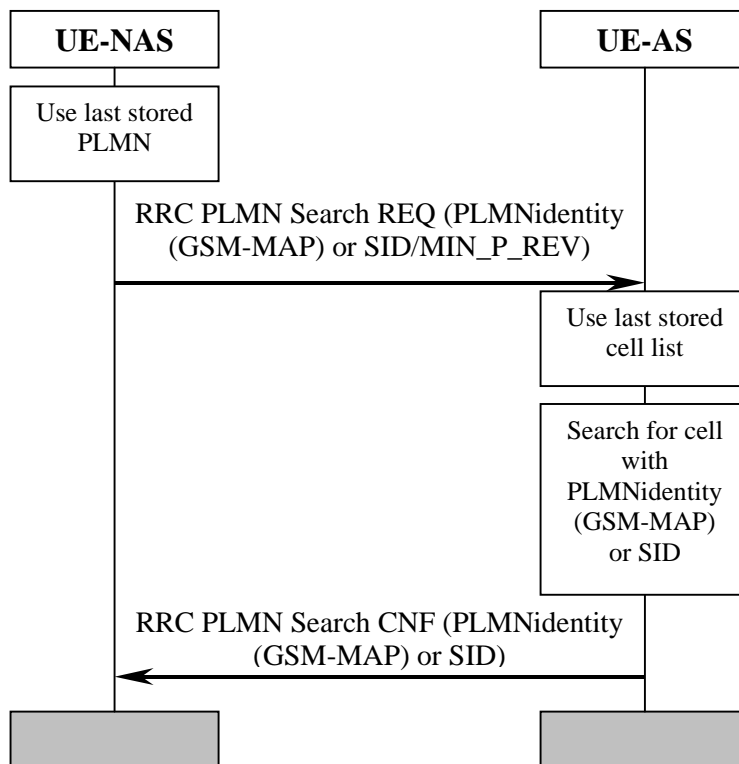 UE-NAS
UE-AS
Use last stored
PLMN
RRC PLMN Search REQ (PLMNidentity
(GSM-MAP) or SID/MIN_P_REV)
Use last stored
cell list
Search for cell
with
PLMNidentity
(GSM-MAP)
or SID
RRC PLMN Search CNF (PLMNidentity
(GSM-MAP) or SID)